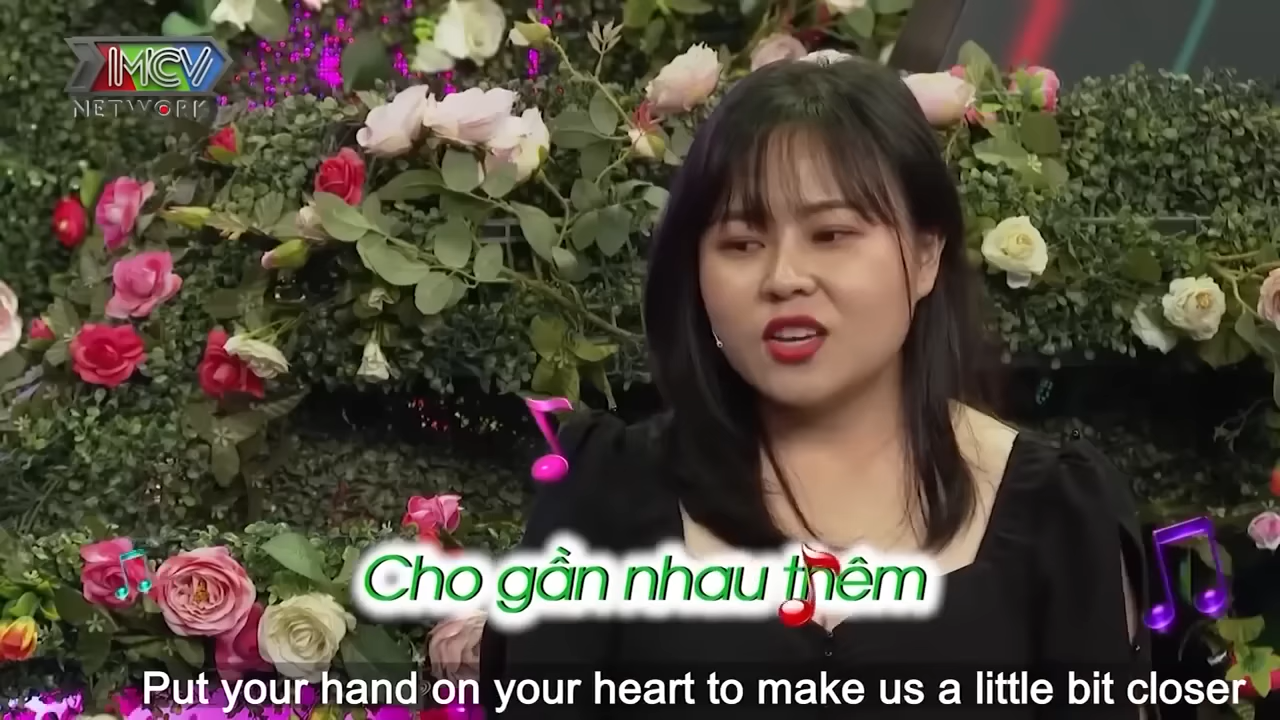 MCV
NETWORK
Cho gần nhau thêm
Put your hand on your heart to make us a little bit closer